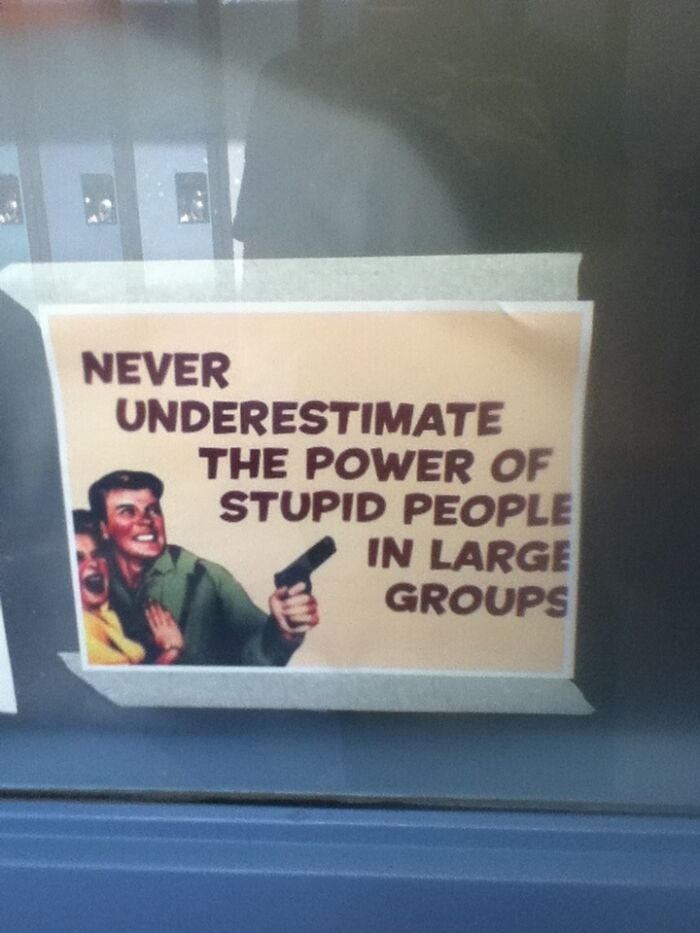 NEVER
UNDERESTIMATE
THE POWER OF
STUPID PEOPLE
IN LARGE
GROUPS